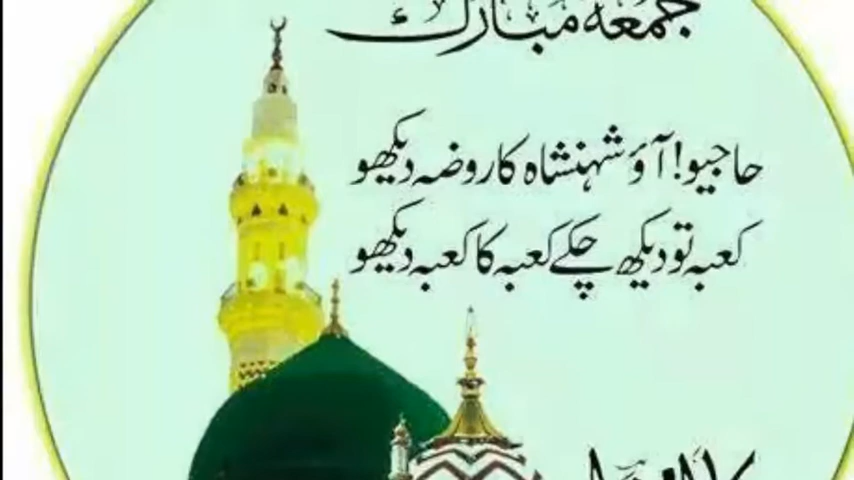 جمعہ مبارک
حاجیو! آؤ شہنشاہ کا روضہ دیکھو
کعبہ تو دیکھ چکے کعبہ کا کعبہ دیکھو